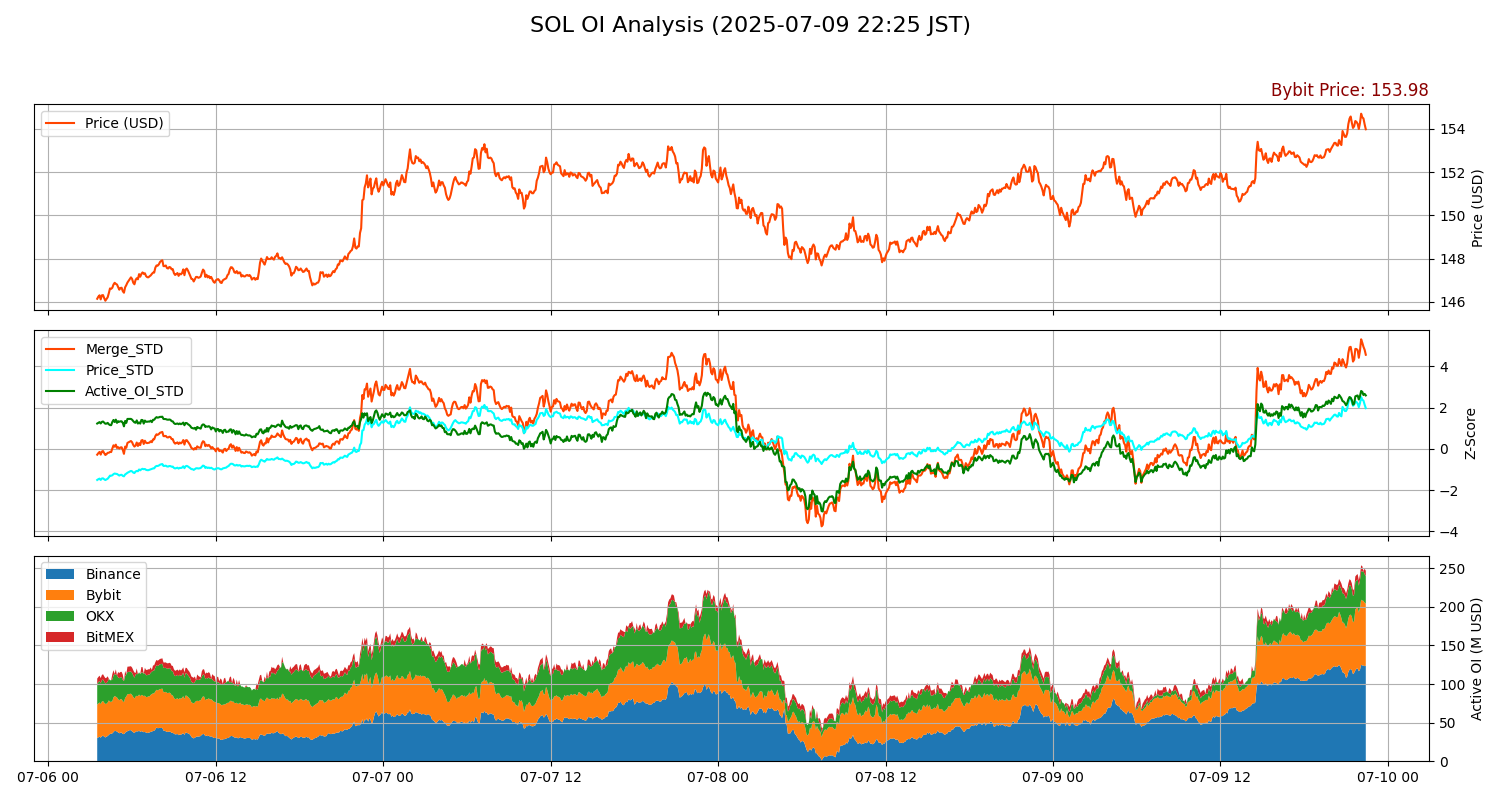 SOL OI Analysis (2025-07-09 22:25 JST)
Bybit Price: 153.98
Price (USD)
154
152
150
148
146
Price (USD)
Merge_STD
Price_STD
Active_OI_STD
4
2
0
−2
−4
Z-Score
Binance
Bybit
OKX
BitMEX
250
200
150
100
50
0
Active OI (M USD)
07-06 00
07-06 12
07-07 00
07-07 12
07-08 00
07-08 12
07-09 00
07-09 12
07-10 00